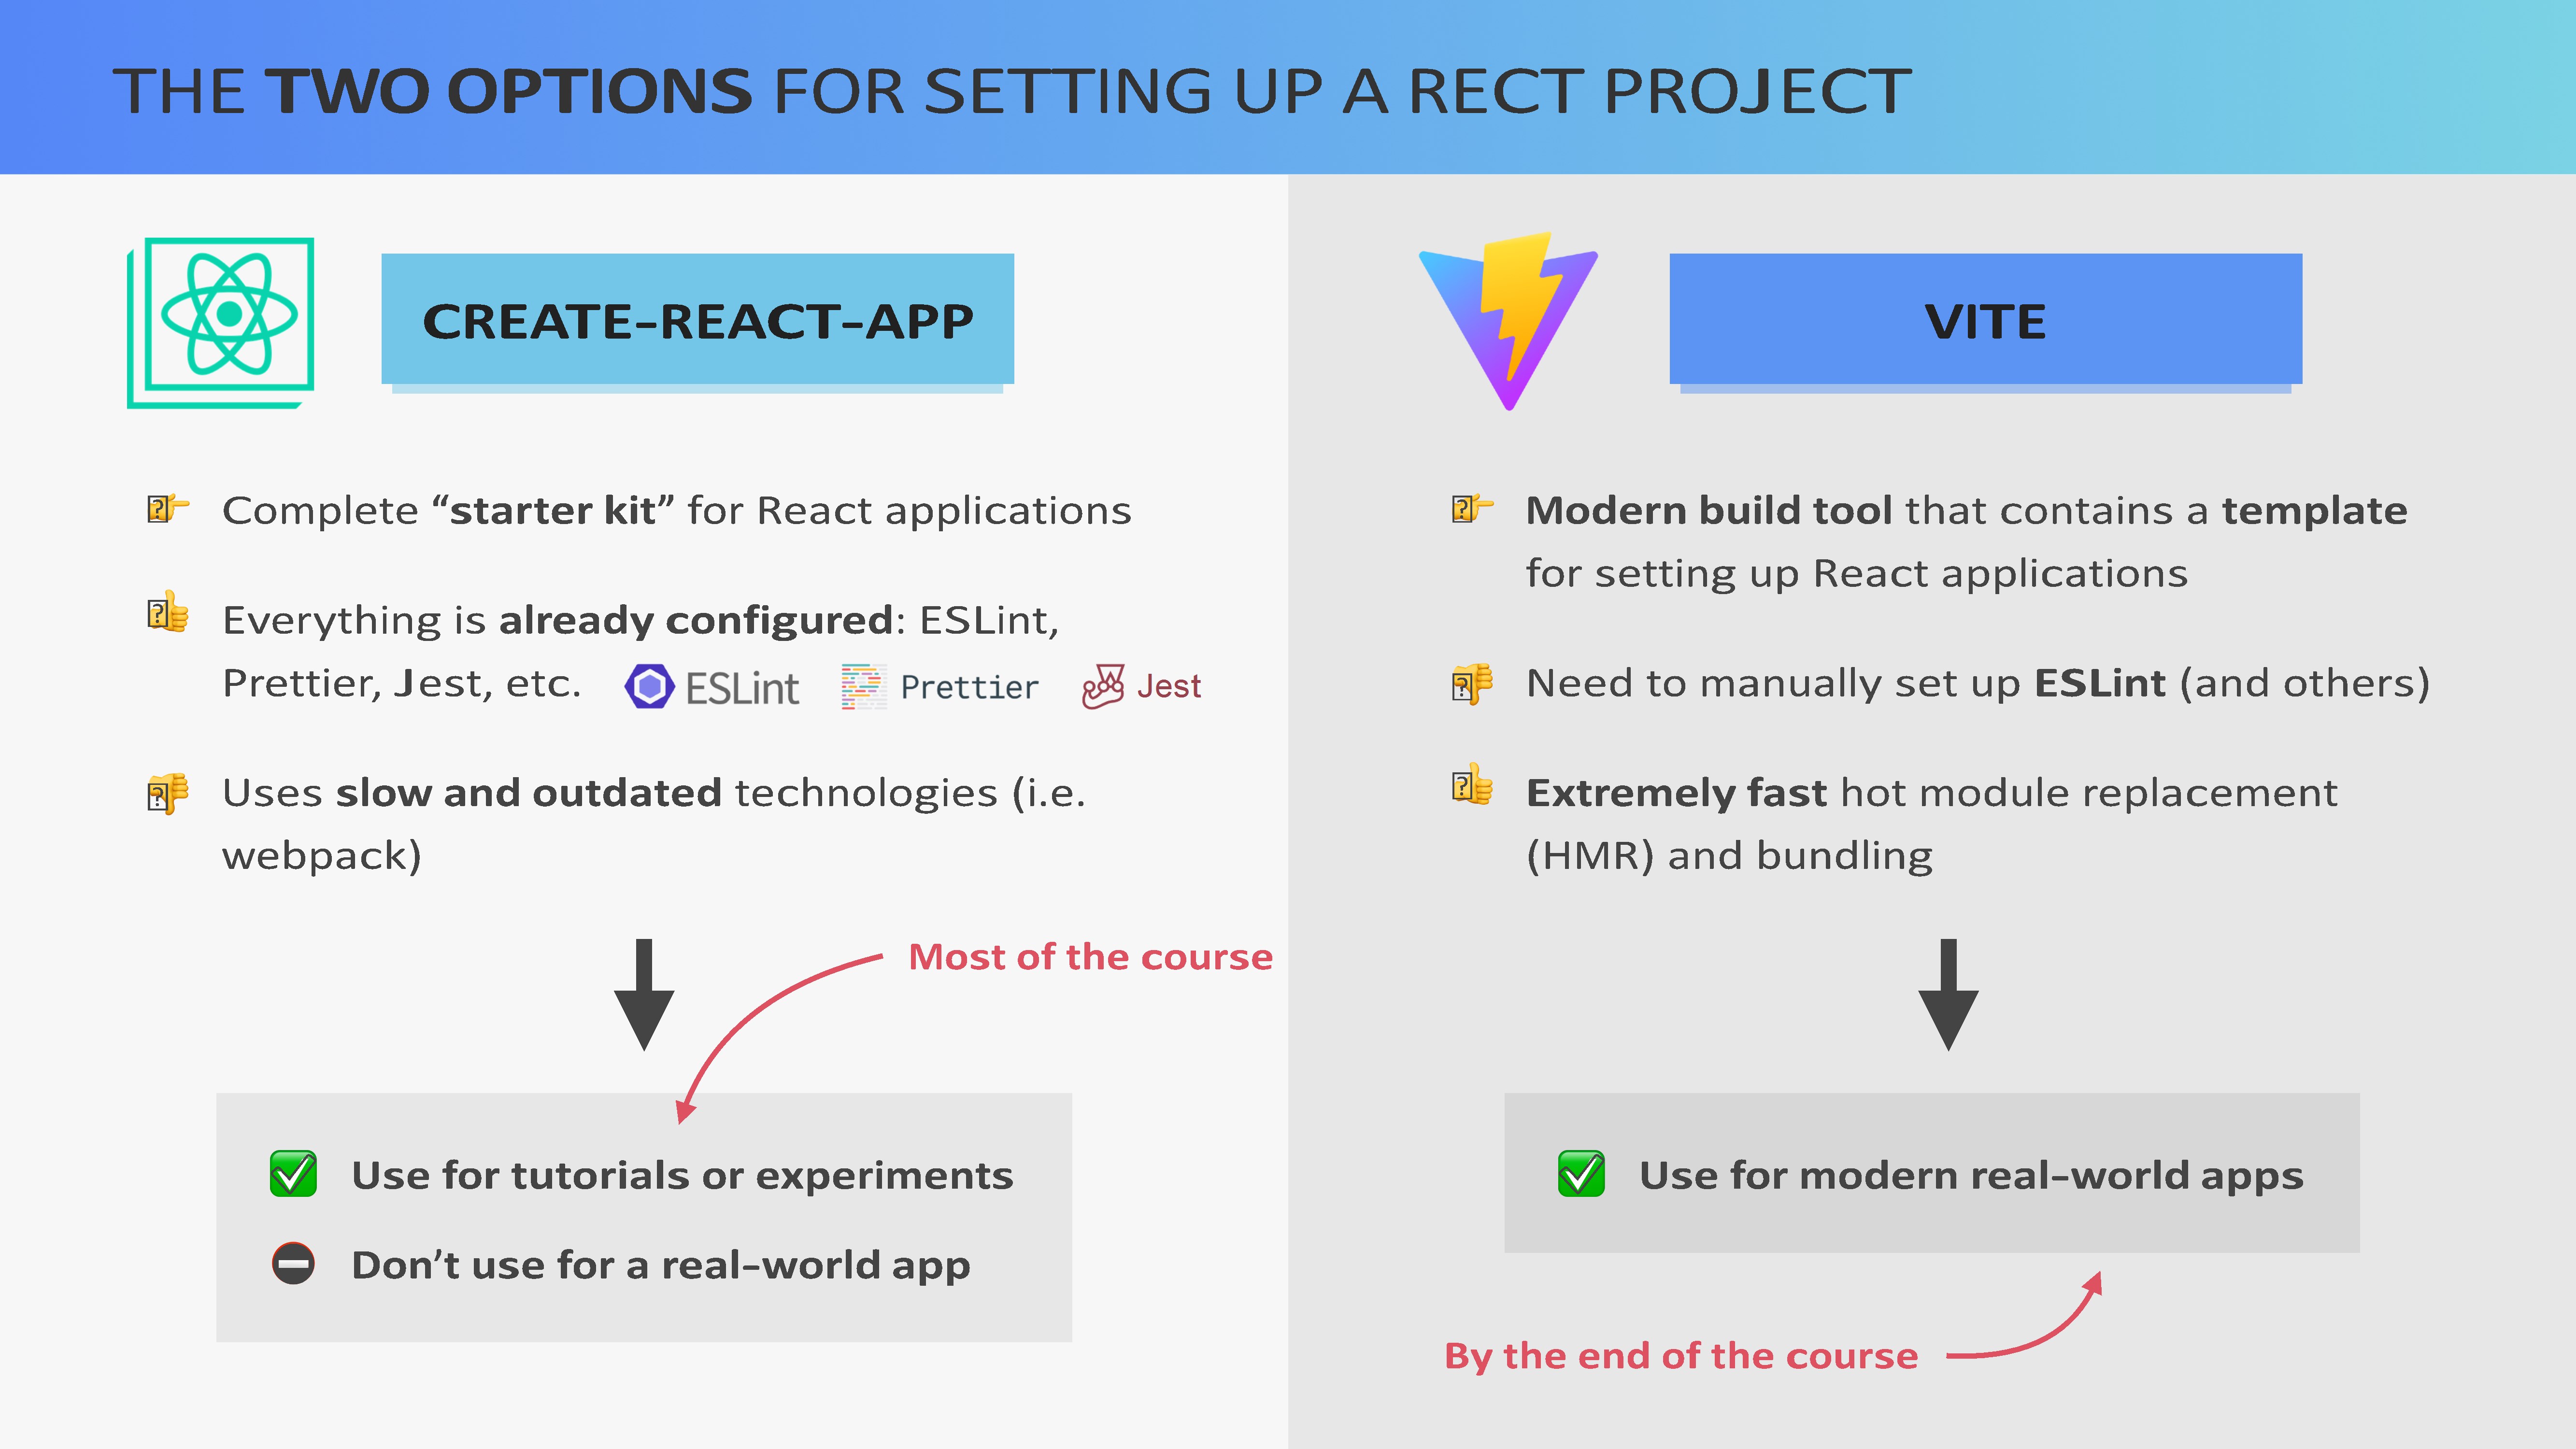 THE TWO OPTIONS FOR SETTING UP A RECT PROJECT
CREATE-REACT-APP
Complete “starter kit” for React applications
Everything is already configured: ESLint,
Prettier, Jest, etc.
ESLint
Prettier
Jest
Uses slow and outdated technologies (i.e.
webpack)
Most of the course
Use for tutorials or experiments
Don’t use for a real-world app
VITE
Modern build tool that contains a template
for setting up React applications
Need to manually set up ESLint (and others)
Extremely fast hot module replacement
(HMR) and bundling
Use for modern real-world apps
By the end of the course